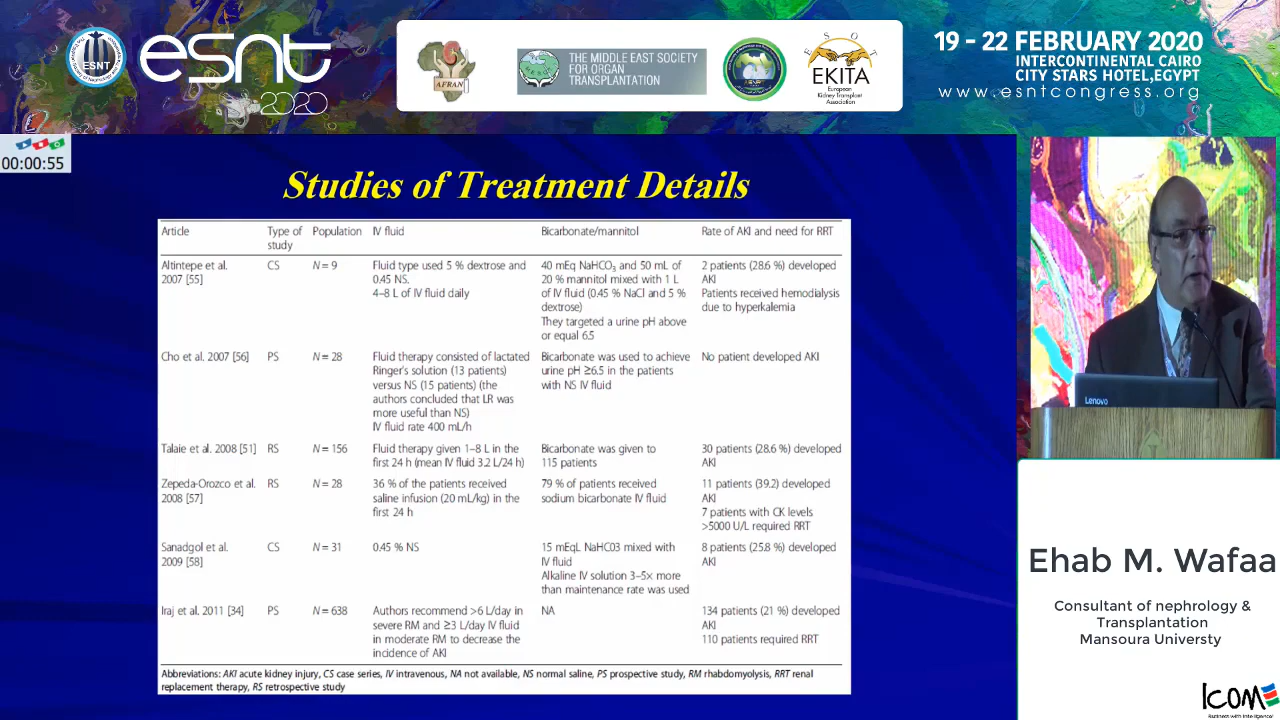 ESNT
esnt
2020
AFRAN
THE MIDDLE EAST SOCIETY
FOR ORGAN
TRANSPLANTATION
E S O T
EKITA
European
Kidney Transplant
Association
19 - 22 FEBRUARY 2020
INTERCONTINENTAL CAIRO
CITY STARS HOTEL,EGYPT
www.esntcongress.org
00:00:55
Studies of Treatment Details
Article Type of study Population IV fluid Bicarbonate/mannitol Rate of AKI and need for RRT
Altintepe et al. CS N = 9 Fluid type used 5 % dextrose and 40 mEq NaHCO₃ and 50 mL of 2 patients (28.6 %) developed
2007 [55] 0.45 NS. 20 % mannitol mixed with 1 L AKI
4–8 L of IV fluid daily of IV fluid (0.45 % NaCl and 5 % Patients received hemodialysis
dextrose) due to hyperkalemia
They targeted a urine pH above
or equal 6.5
Cho et al. 2007 [56] PS N = 28 Fluid therapy consisted of lactated Bicarbonate was used to achieve No patient developed AKI
Ringer's solution (13 patients) urine pH ≥6.5 in the patients
versus NS (15 patients) (the with NS IV fluid
authors concluded that LR was
more useful than NS)
IV fluid rate 400 mL/h
Talaie et al. 2008 [51] RS N = 156 Fluid therapy given 1–8 L in the Bicarbonate was given to 30 patients (28.6 %) developed
first 24 h (mean IV fluid 3.2 L/24 h) 115 patients AKI
Zepeda-Orozco et al. RS N = 28 36 % of the patients received 79 % of patients received 11 patients (39.2) developed
2008 [57] saline infusion (20 mL/kg) in the sodium bicarbonate IV fluid AKI
first 24 h 7 patients with CK levels
>5000 U/L required RRT
Sanadgol et al. CS N = 31 0.45 % NS 15 mEqL NaHC03 mixed with 8 patients (25.8 %) developed
2009 [58] IV fluid AKI
Alkaline IV solution 3–5× more
than maintenance rate was used
Iraj et al. 2011 [34] PS N = 638 Authors recommend >6 L/day in NA 134 patients (21 %) developed
severe RM and ≥3 L/day IV fluid AKI
in moderate RM to decrease the 110 patients required RRT
incidence of AKI
Abbreviations: AKI acute kidney injury, CS case series, IV intravenous, NA not available, NS normal saline, PS prospective study, RM rhabdomyolysis, RRT renal
replacement therapy, RS retrospective study
Lenovo
Ehab M. Wafaa
Consultant of nephrology &
Transplantation
Mansoura Universty
ICOME
Business with Intelligence!